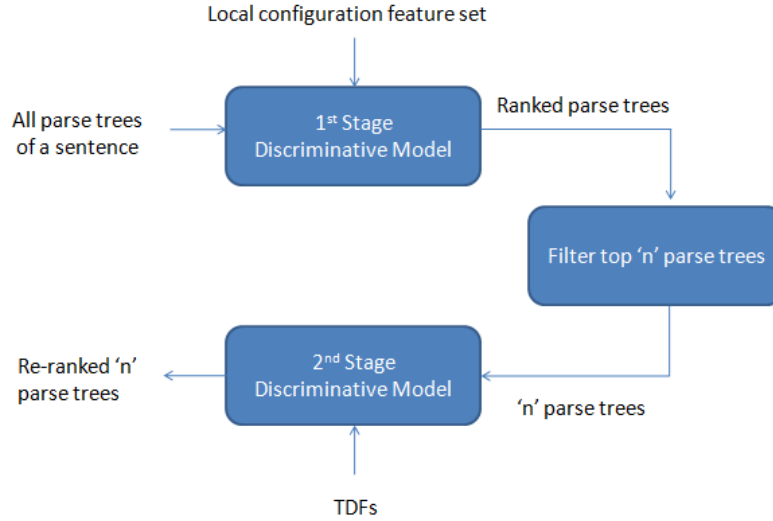 Local configuration feature set
All parse trees
of a sentence
1st Stage
Discriminative Model
Ranked parse trees
Filter top ‘n’ parse trees
Re-ranked ‘n’
parse trees
2nd Stage
Discriminative Model
‘n’ parse trees
TDFs